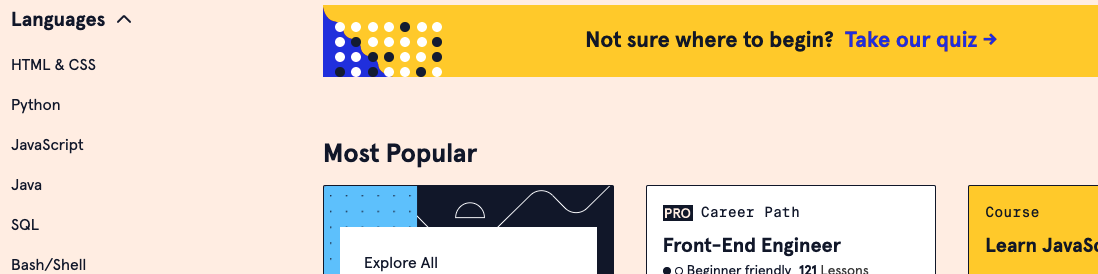 Languages
HTML & CSS
Python
JavaScript
Java
SQL
Bash/Shell
Not sure where to begin? Take our quiz →
Most Popular
Explore All
PRO Career Path
Front-End Engineer
Beginner friendly 121 Lessons
Course
Learn